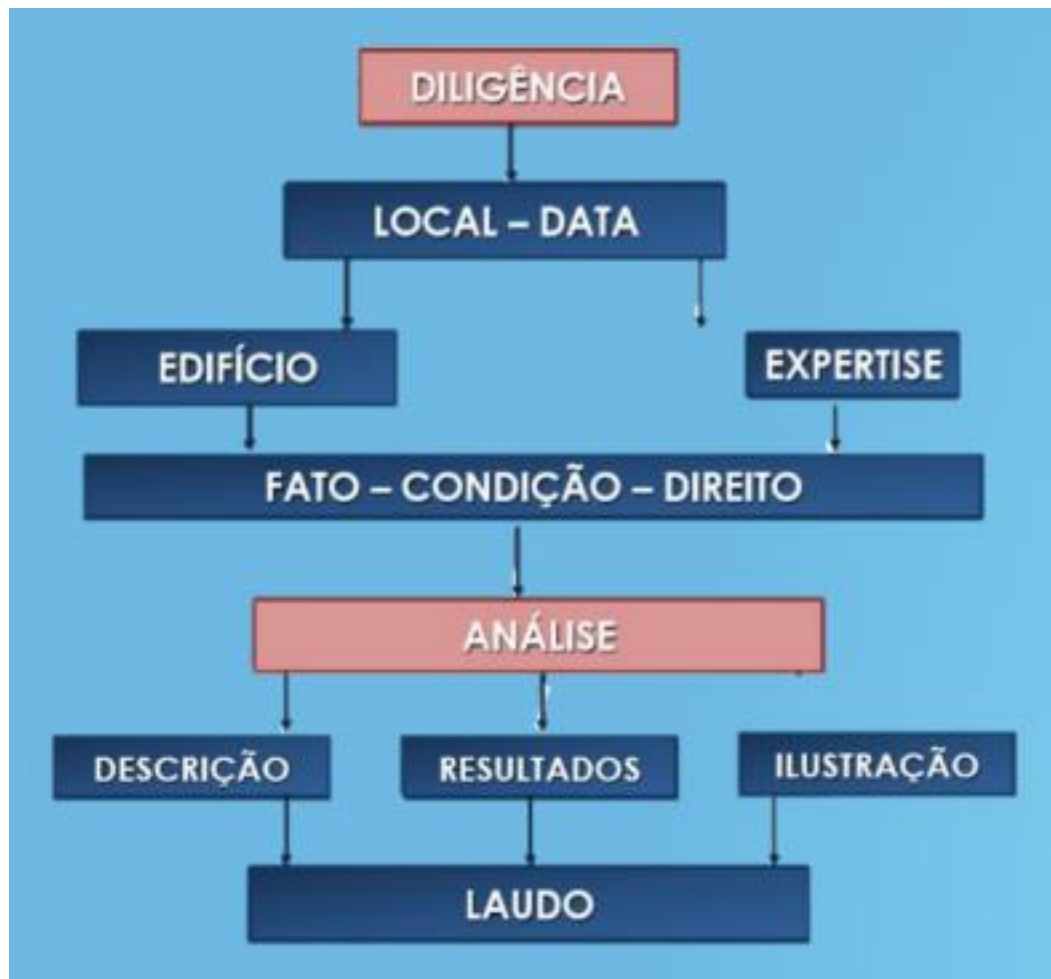 DILIGÊNCIA
LOCAL – DATA
EDIFÍCIO
EXPERTISE
FATO – CONDIÇÃO – DIREITO
ANÁLISE
DESCRIÇÃO
RESULTADOS
ILUSTRAÇÃO
LAUDO